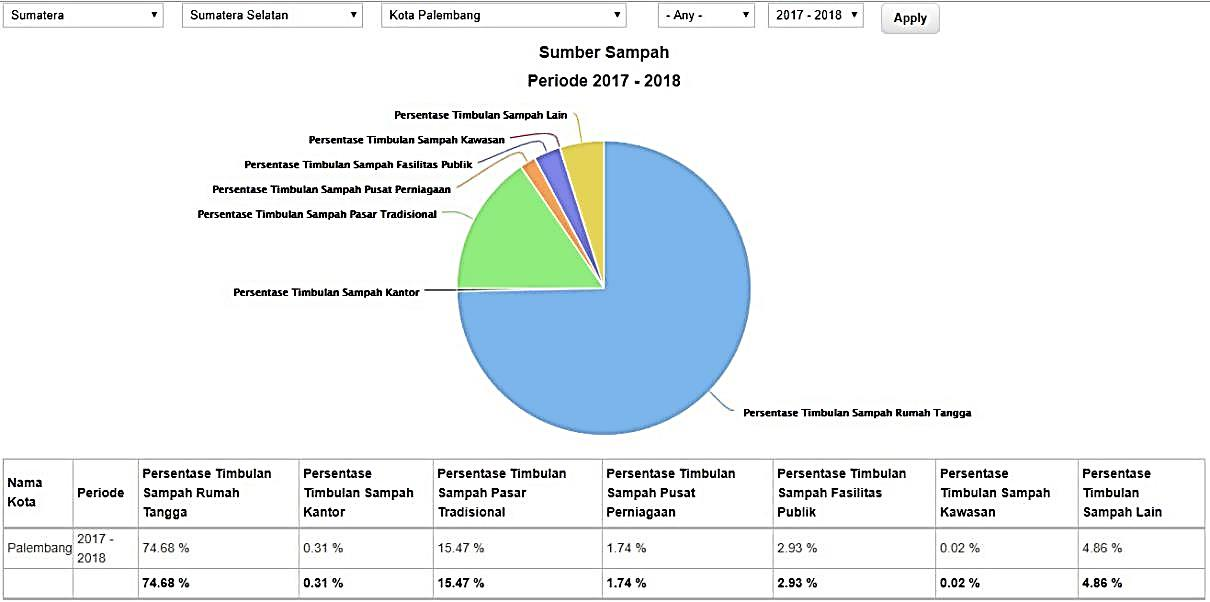 Sumatera Sumatera Selatan Kota Palembang - Any - 2017 - 2018 Apply
Sumber Sampah
Periode 2017 - 2018
Persentase Timbulan Sampah Lain
Persentase Timbulan Sampah Kawasan
Persentase Timbulan Sampah Fasilitas Publik
Persentase Timbulan Sampah Pusat Perniagaan
Persentase Timbulan Sampah Pasar Tradisional
Persentase Timbulan Sampah Kantor
Persentase Timbulan Sampah Rumah Tangga
Nama
Kota
Periode
Persentase Timbulan
Sampah Rumah
Tangga
Persentase
Timbulan Sampah
Kantor
Persentase Timbulan
Sampah Pasar
Tradisional
Persentase Timbulan
Sampah Pusat
Perniagaan
Persentase Timbulan
Sampah Fasilitas
Publik
Persentase
Timbulan Sampah
Kawasan
Persentase
Timbulan
Sampah Lain
Palembang
2017 -
2018
74.68 % 0.31 % 15.47 % 1.74 % 2.93 % 0.02 % 4.86 %
74.68 % 0.31 % 15.47 % 1.74 % 2.93 % 0.02 % 4.86 %